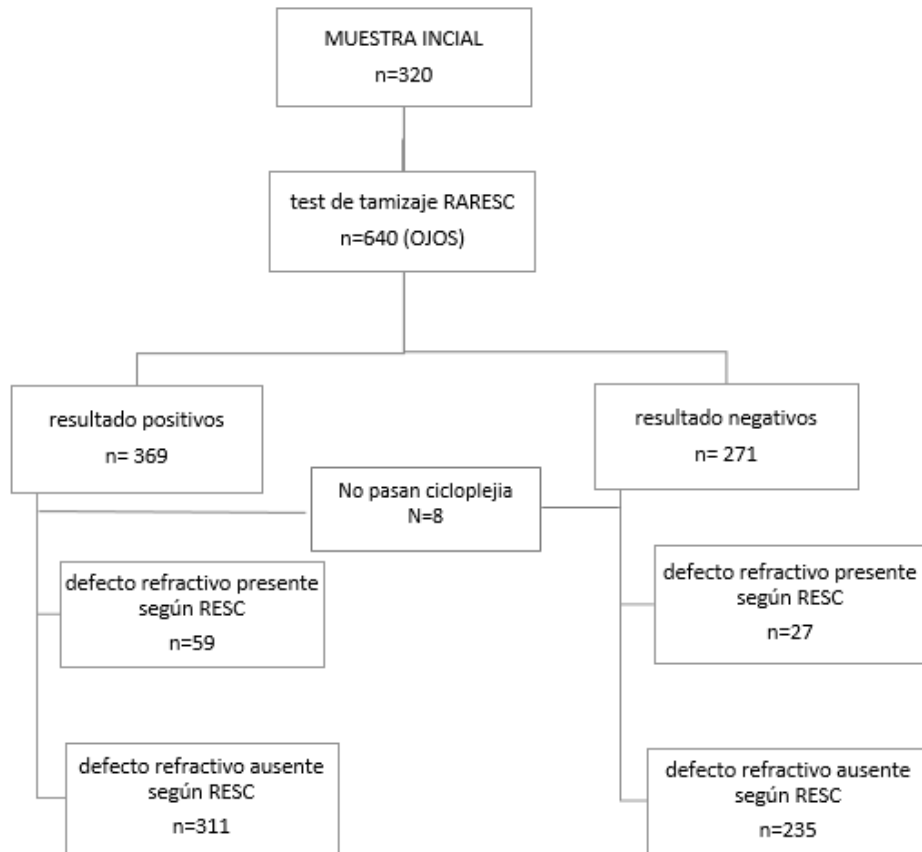 MUESTRA INCIAL
n=320
test de tamizaje RARESC
n=640 (OJOS)
resultado positivos
n= 369
resultado negativos
n= 271
No pasan cicloplejia
N=8
defecto refractivo presente
según RESC
n=59
defecto refractivo presente
según RESC
n=27
defecto refractivo ausente
según RESC
n=311
defecto refractivo ausente
según RESC
n=235